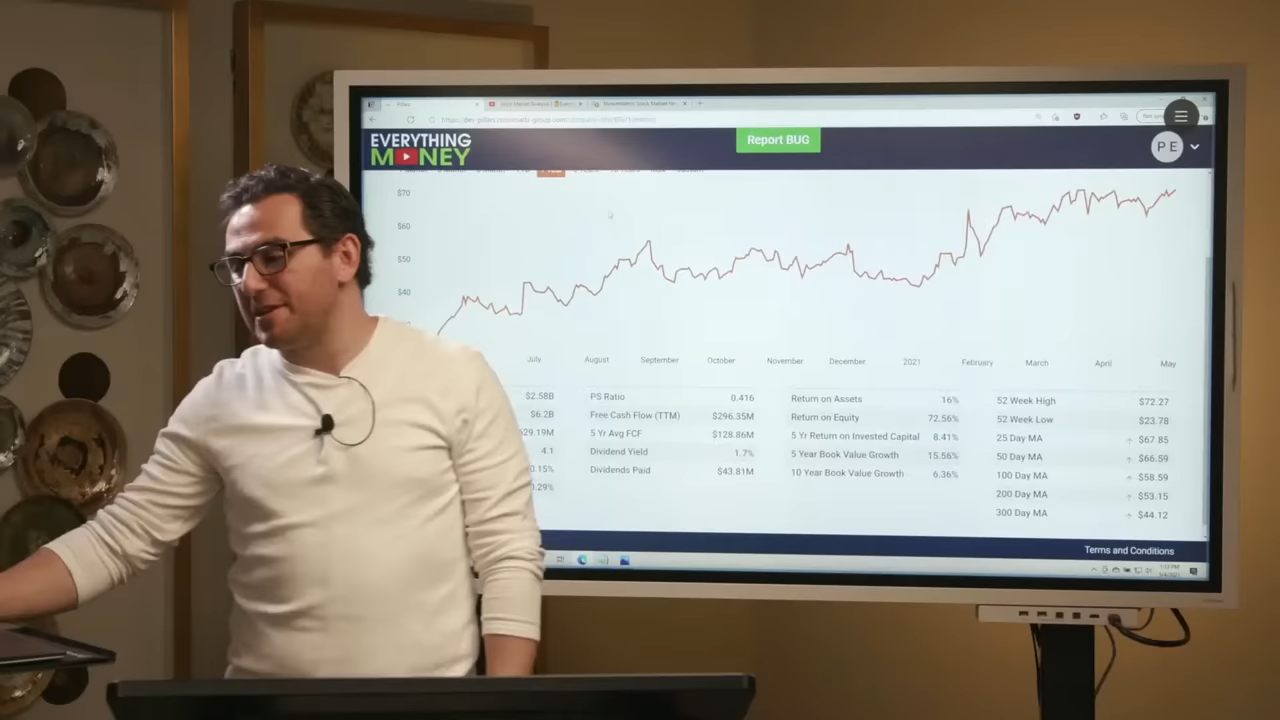 EVERYTHING
MONEY
Report BUG
P E
$70
$60
$50
$40
July August September October November December 2021 February March April May
$2.58B
$6.2B
4.1
PS Ratio 0.416
Free Cash Flow (TTM) $296.35M
5 Yr Avg FCF $128.86M
Dividend Yield 1.7%
Dividends Paid $43.81M
Return on Assets 16%
Return on Equity 72.56%
5 Yr Return on Invested Capital 8.41%
5 Year Book Value Growth 15.56%
10 Year Book Value Growth 6.36%
52 Week High $72.27
52 Week Low $23.78
25 Day MA $67.85
50 Day MA $66.59
100 Day MA $58.59
200 Day MA $53.15
300 Day MA $44.12
Terms and Conditions